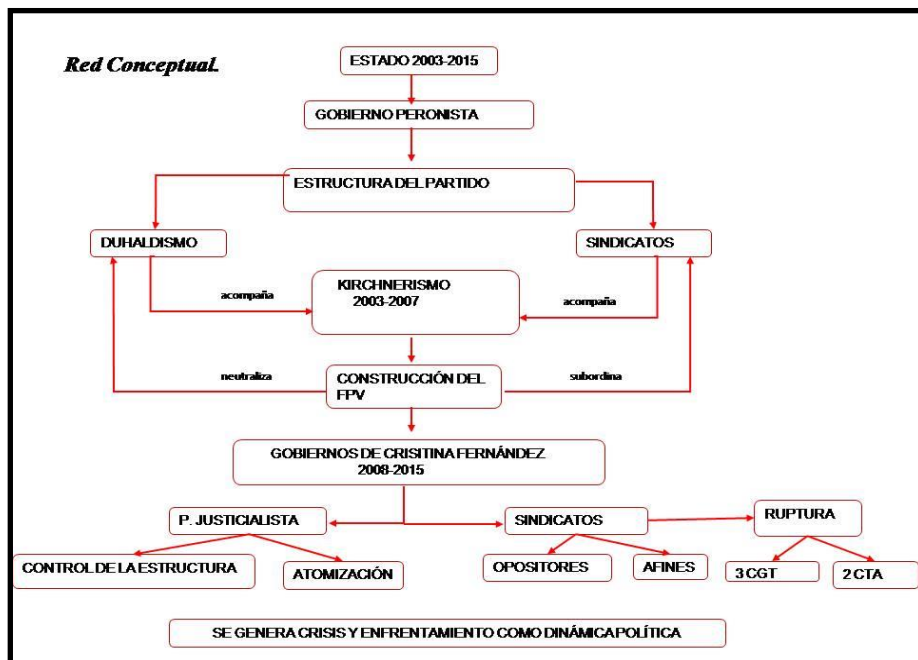 Red Conceptual.
ESTADO 2003-2015
GOBIERNO PERONISTA
ESTRUCTURA DEL PARTIDO
DUHALDISMO
SINDICATOS
acompaña
KIRCHNERISMO
2003-2007
acompaña
neutraliza
CONSTRUCCIÓN DEL
FPV
subordina
GOBIERNOS DE CRISITINA FERNÁNDEZ
2008-2015
P. JUSTICIALISTA
SINDICATOS
RUPTURA
CONTROL DE LA ESTRUCTURA
ATOMIZACIÓN
OPOSITORES
AFINES
3 CGT
2 CTA
SE GENERA CRISIS Y ENFRENTAMIENTO COMO DINÁMICA POLÍTICA